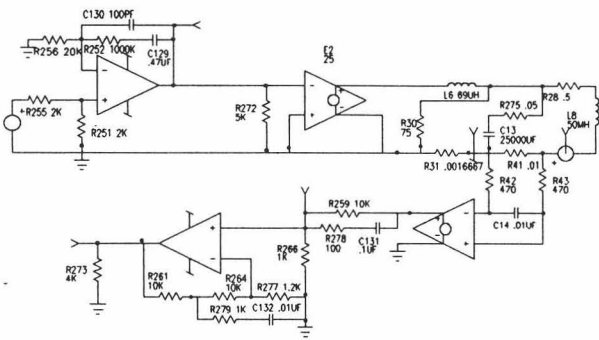 C130 100PF
R256 20K
R252 1000K
C129
.47UF
E2
25
L6 69UH
R28 .5
R275 .05
L8
50MH
R255 2K
R251 2K
R272
5K
R30
75
C13
25000UF
R31 .0016667
R41 .01
R42
470
R43
470
R259 10K
C14 .01UF
R278
100
C131
.1UF
R266
1K
R273
4K
R261
10K
R264
10K
R277 1.2K
R279 1K
C132 .01UF